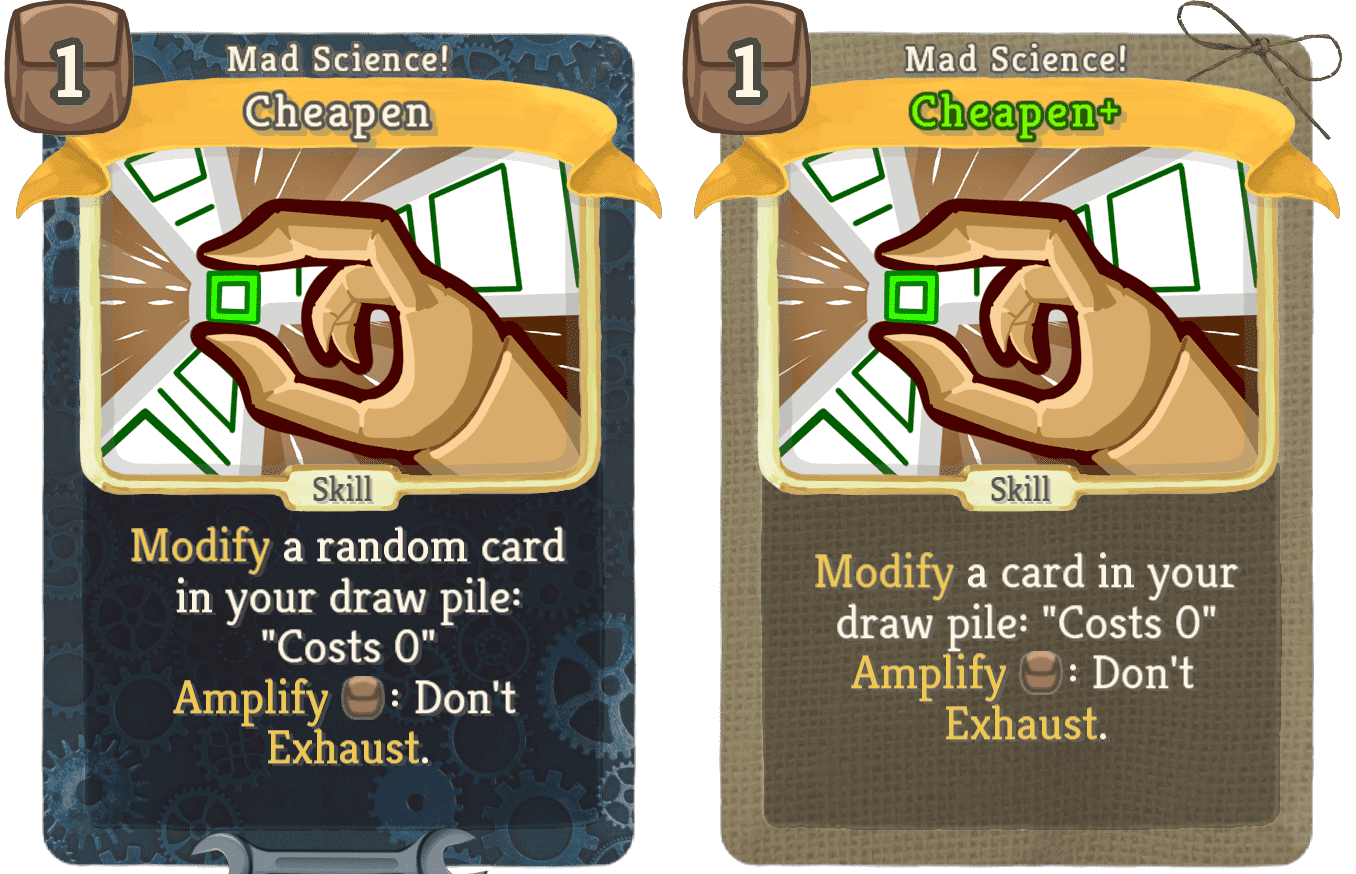 1
Mad Science!
Cheapen
Skill
Modify a random card
in your draw pile:
"Costs 0"
Amplify : Don't
Exhaust.
1
Mad Science!
Cheapen+
Skill
Modify a card in your
draw pile: "Costs 0"
Amplify : Don't
Exhaust.